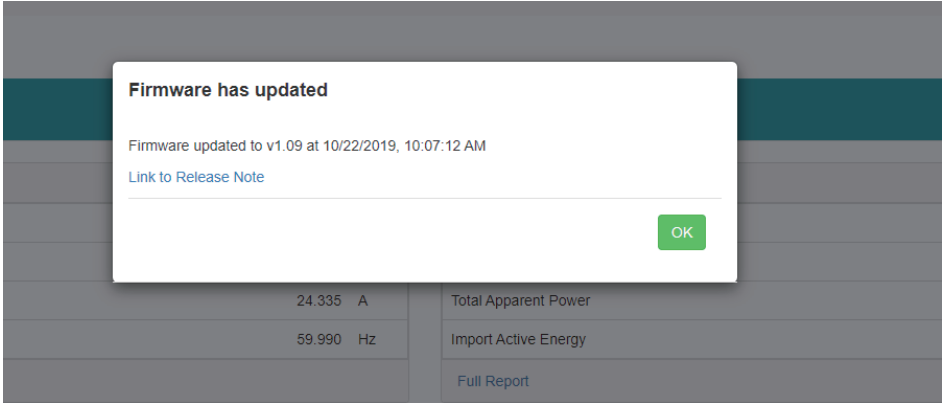 Firmware has updated
Firmware updated to v1.09 at 10/22/2019, 10:07:12 AM
Link to Release Note
OK
24.335 A
Total Apparent Power
59.990 Hz
Import Active Energy
Full Report